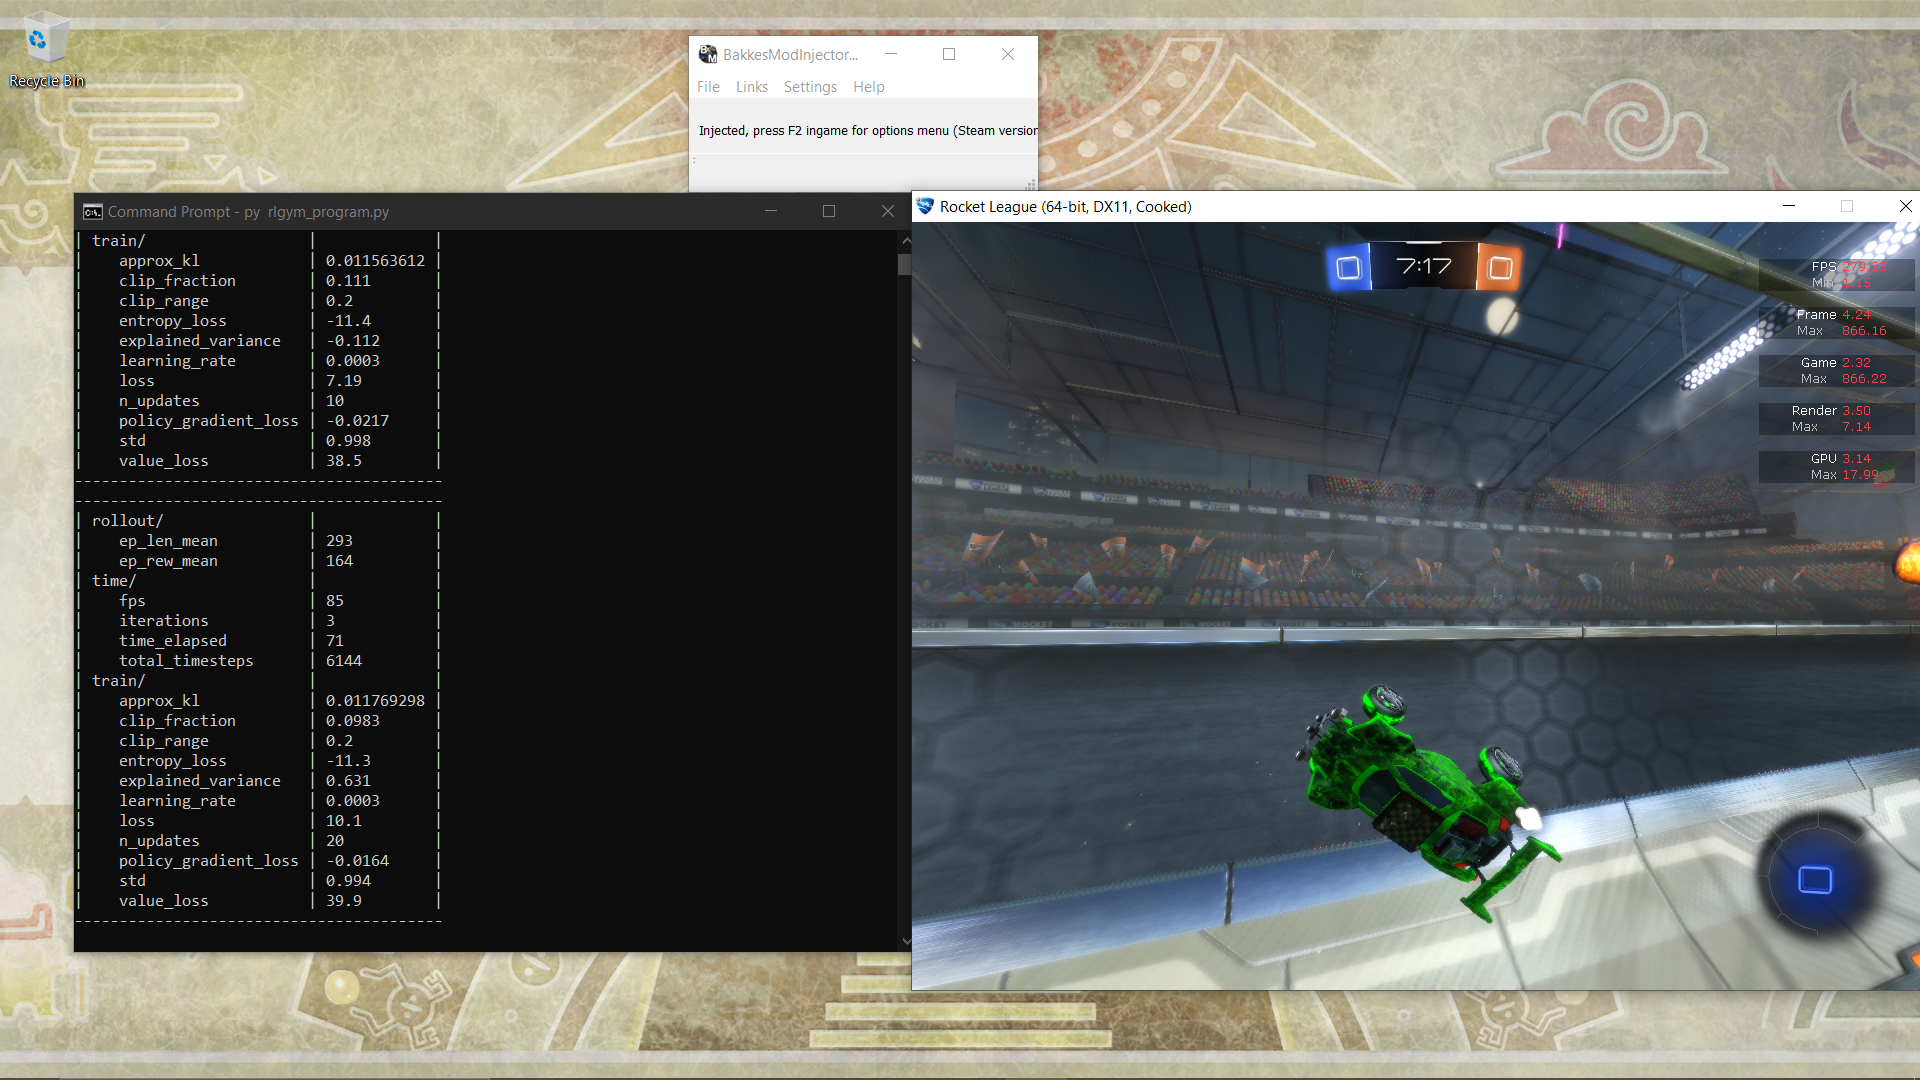 Recycle Bin
BakkesModInjector...
File Links Settings Help
Injected, press F2 ingame for options menu (Steam version
Command Prompt - py rlgym_program.py
| train/ | |
| approx_kl | 0.011563612 |
| clip_fraction | 0.111 |
| clip_range | 0.2 |
| entropy_loss | -11.4 |
| explained_variance | -0.112 |
| learning_rate | 0.0003 |
| loss | 7.19 |
| n_updates | 10 |
| policy_gradient_loss | -0.0217 |
| std | 0.998 |
| value_loss | 38.5 |
-----------------------------------------
-----------------------------------------
| rollout/ | |
| ep_len_mean | 293 |
| ep_rew_mean | 164 |
| time/ | |
| fps | 85 |
| iterations | 3 |
| time_elapsed | 71 |
| total_timesteps | 6144 |
| train/ | |
| approx_kl | 0.011769298 |
| clip_fraction | 0.0983 |
| clip_range | 0.2 |
| entropy_loss | -11.3 |
| explained_variance | 0.631 |
| learning_rate | 0.0003 |
| loss | 10.1 |
| n_updates | 20 |
| policy_gradient_loss | -0.0164 |
| std | 0.994 |
| value_loss | 39.9 |
-----------------------------------------
Rocket League (64-bit, DX11, Cooked)
7:17
FPS 279.33
Min 1.15
Frame 4.24
Max 866.16
Game 2.32
Max 866.22
Render 3.50
Max 7.14
GPU 3.14
Max 17.99